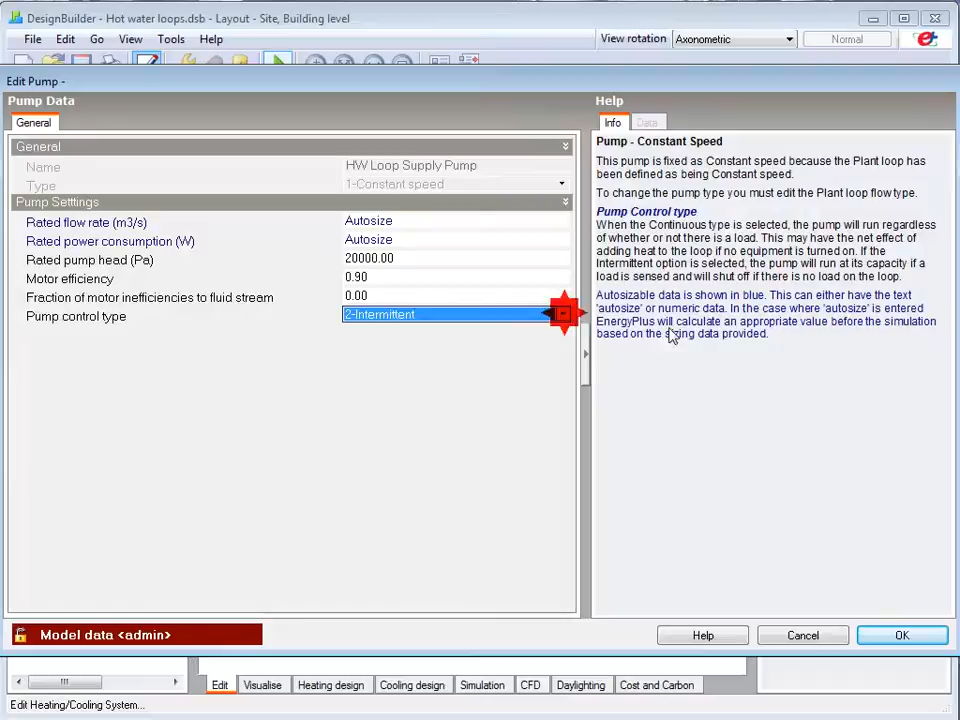 DesignBuilder - Hot water loops.dsb - Layout - Site, Building level
File Edit Go View Tools Help
View rotation Axonometric Normal
Edit Pump -
Pump Data
General
General
Name HW Loop Supply Pump
Type 1-Constant speed
Pump Setttings
Rated flow rate (m3/s) Autosize
Rated power consumption (W) Autosize
Rated pump head (Pa) 20000.00
Motor efficiency 0.90
Fraction of motor inefficiencies to fluid stream 0.00
Pump control type 2-Intermittent
Help
Info Data
Pump - Constant Speed
This pump is fixed as Constant speed because the Plant loop has
been defined as being Constant speed.
To change the pump type you must edit the Plant loop flow type.
Pump Control type
When the Continuous type is selected, the pump will run regardless
of whether or not there is a load. This may have the net effect of
adding heat to the loop if no equipment is turned on. If the
Intermittent option is selected, the pump will run at its capacity if a
load is sensed and will shut off if there is no load on the loop.
Autosizable data is shown in blue. This can either have the text
'autosize' or numeric data. In the case where 'autosize' is entered
EnergyPlus will calculate an appropriate value before the simulation
based on the sizing data provided.
Model data <admin>
Help Cancel OK
Edit Visualise Heating design Cooling design Simulation CFD Daylighting Cost and Carbon
Edit Heating/Cooling System...